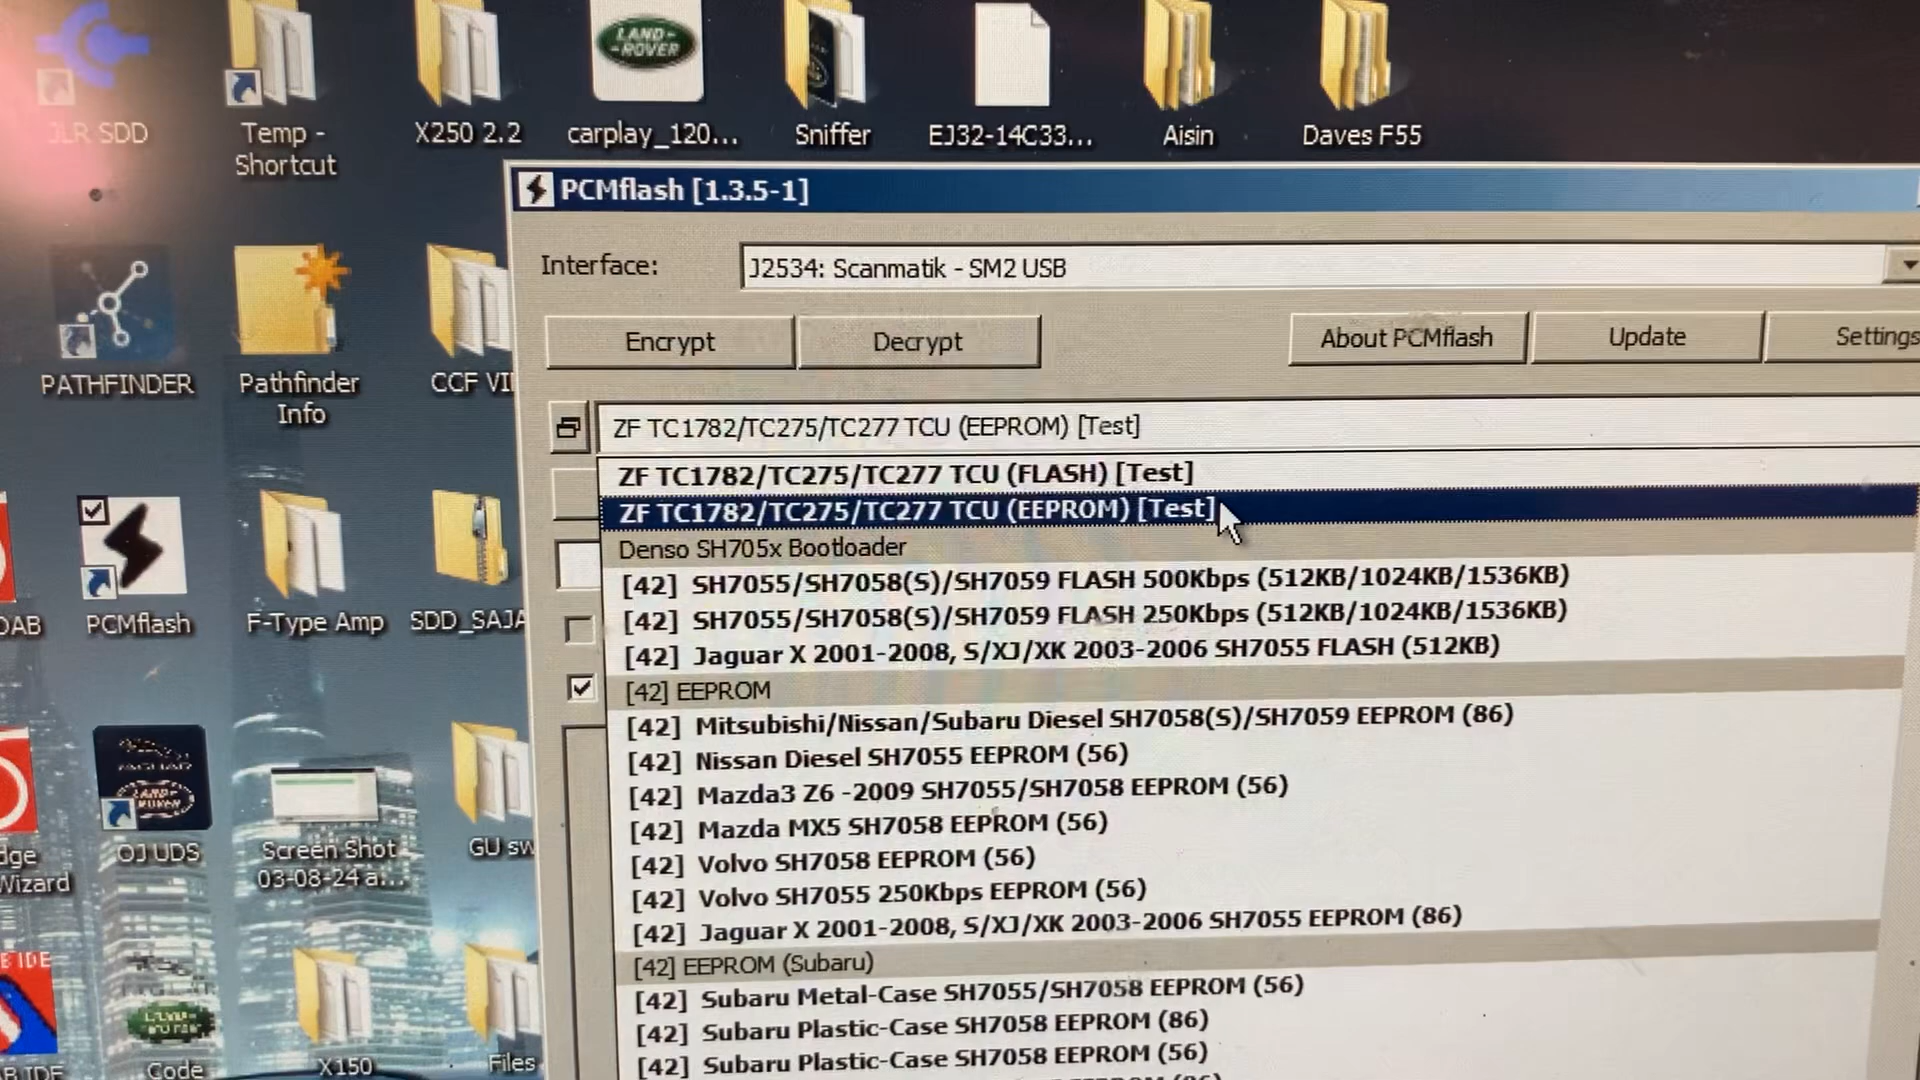 LAND-
-ROVER
JLR SDD
Temp -
Shortcut
X250 2.2
carplay_120...
Sniffer
EJ32-14C33...
Aisin
Daves F55
PCMflash [1.3.5-1]
Interface:
J2534: Scanmatik - SM2 USB
Encrypt
Decrypt
About PCMflash
Update
Settings
PATHFINDER
Pathfinder
Info
CCF VI
ZF TC1782/TC275/TC277 TCU (EEPROM) [Test]
ZF TC1782/TC275/TC277 TCU (FLASH) [Test]
ZF TC1782/TC275/TC277 TCU (EEPROM) [Test]
Denso SH705x Bootloader
[42] SH7055/SH7058(S)/SH7059 FLASH 500Kbps (512KB/1024KB/1536KB)
[42] SH7055/SH7058(S)/SH7059 FLASH 250Kbps (512KB/1024KB/1536KB)
[42] Jaguar X 2001-2008, S/XJ/XK 2003-2006 SH7055 FLASH (512KB)
[42] EEPROM
[42] Mitsubishi/Nissan/Subaru Diesel SH7058(S)/SH7059 EEPROM (86)
[42] Nissan Diesel SH7055 EEPROM (56)
[42] Mazda3 Z6 -2009 SH7055/SH7058 EEPROM (56)
[42] Mazda MX5 SH7058 EEPROM (56)
[42] Volvo SH7058 EEPROM (56)
[42] Volvo SH7055 250Kbps EEPROM (56)
[42] Jaguar X 2001-2008, S/XJ/XK 2003-2006 SH7055 EEPROM (86)
[42] EEPROM (Subaru)
[42] Subaru Metal-Case SH7055/SH7058 EEPROM (56)
[42] Subaru Plastic-Case SH7058 EEPROM (86)
[42] Subaru Plastic-Case SH7058 EEPROM (56)
OAB
PCMflash
F-Type Amp
SDD_SAJA
JAGUAR
LAND-
ROVER
dge
Wizard
OJ UDS
Screen Shot
03-08-24 a...
GU sw
E IDE
AB IDE
Code
X150
Files